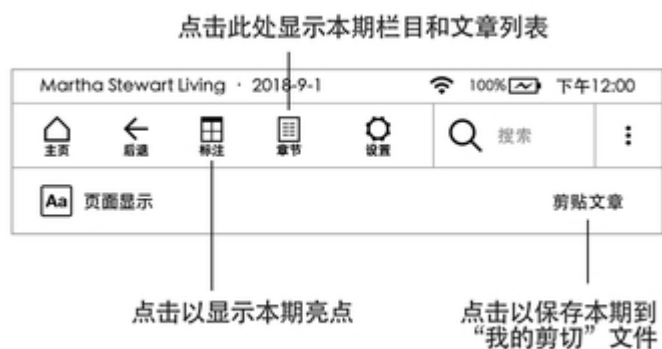 点击此处显示本期栏目和文章列表
Martha Stewart Living · 2018-9-1 100% 下午12:00
主页 后退 标注 章节 设置 搜索
Aa 页面显示 剪贴文章
点击以显示本期亮点
点击以保存本期到
“我的剪切”文件